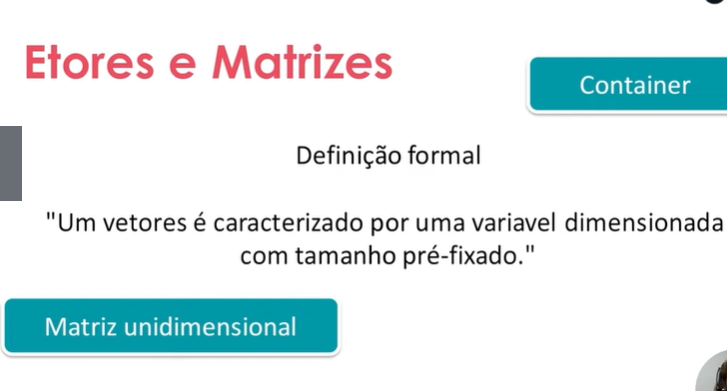 Etores e Matrizes
Container
Definição formal
"Um vetores é caracterizado por uma variavel dimensionada
com tamanho pré-fixado."
Matriz unidimensional